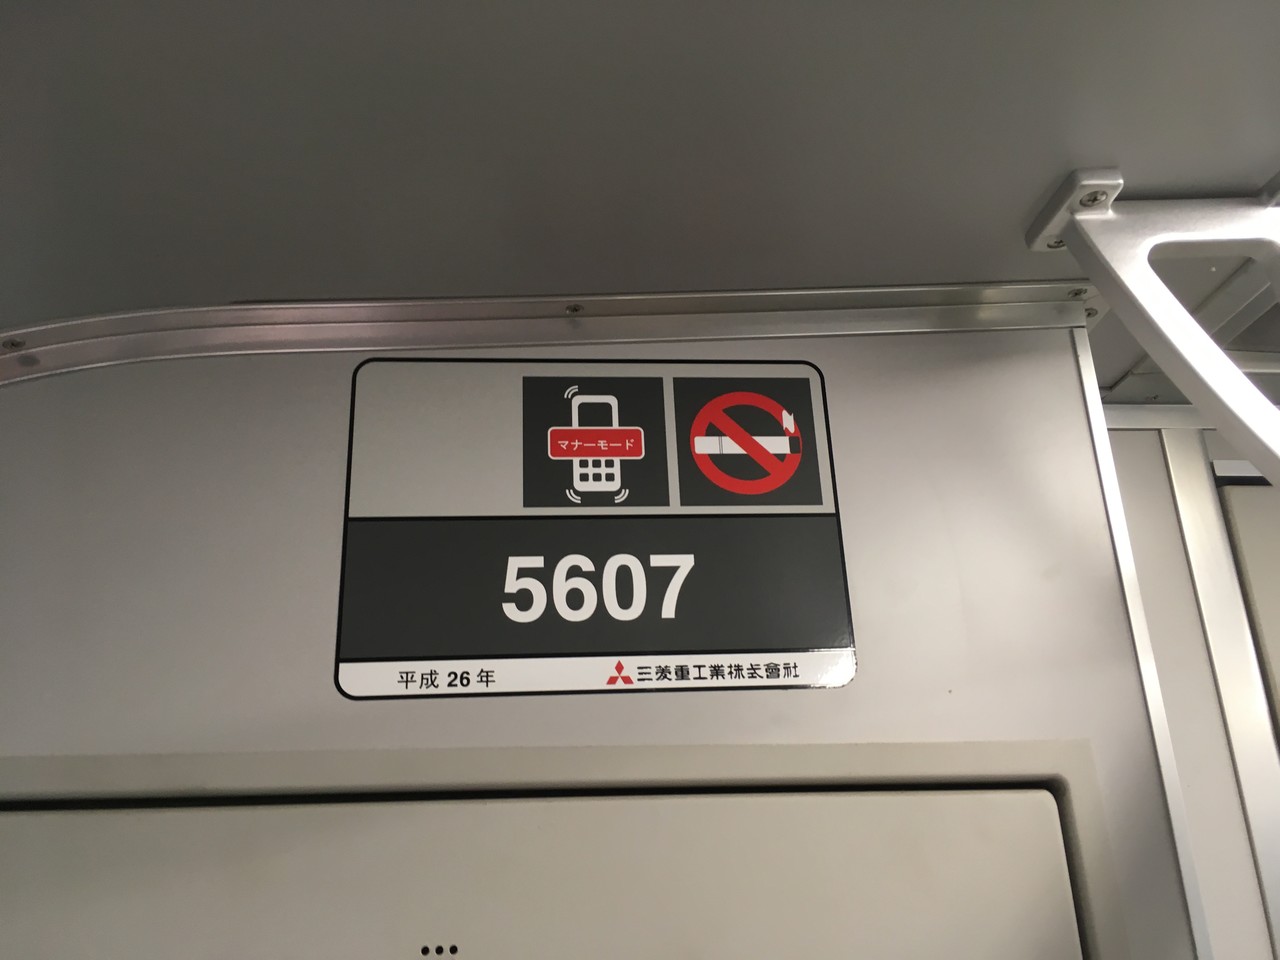 マナーモード
5607
平成 26 年
三菱重工業株式會社